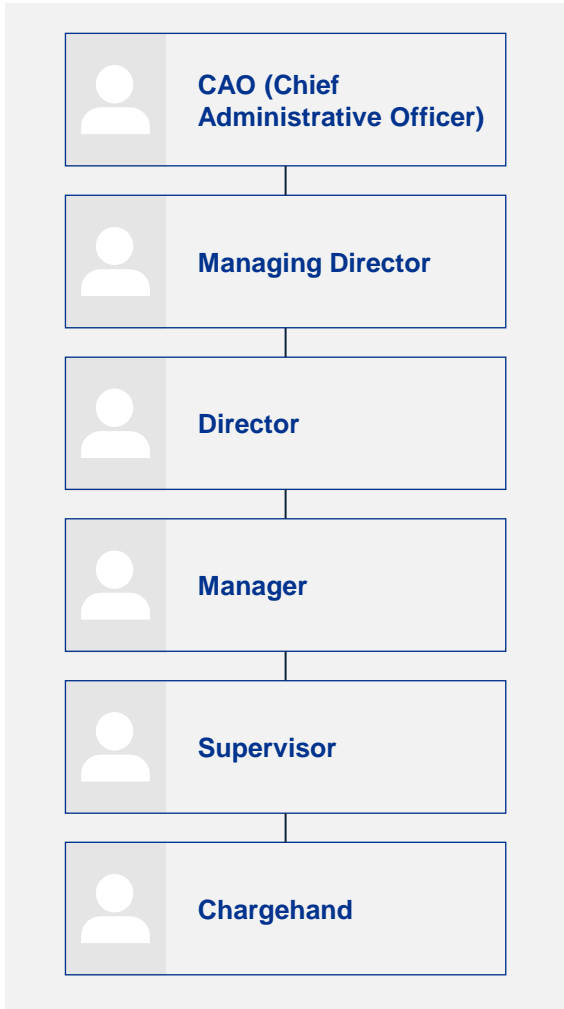 CAO (Chief
Administrative Officer)
Managing Director
Director
Manager
Supervisor
Chargehand